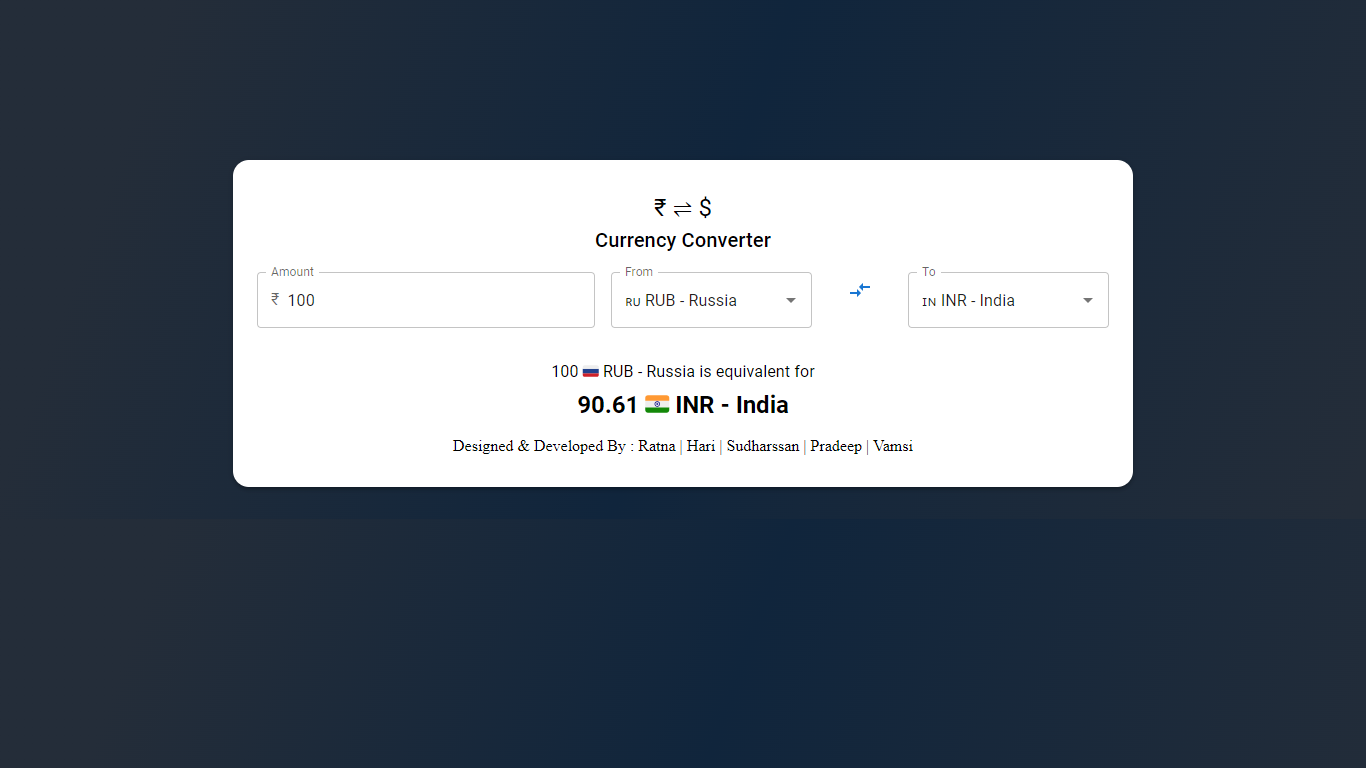 ₹ ⇌ $
Currency Converter
Amount
From
To
₹ 100
RU RUB - Russia
IN INR - India
100 🇷🇺 RUB - Russia is equivalent for
90.61 🇮🇳 INR - India
Designed & Developed By : Ratna | Hari | Sudharssan | Pradeep | Vamsi